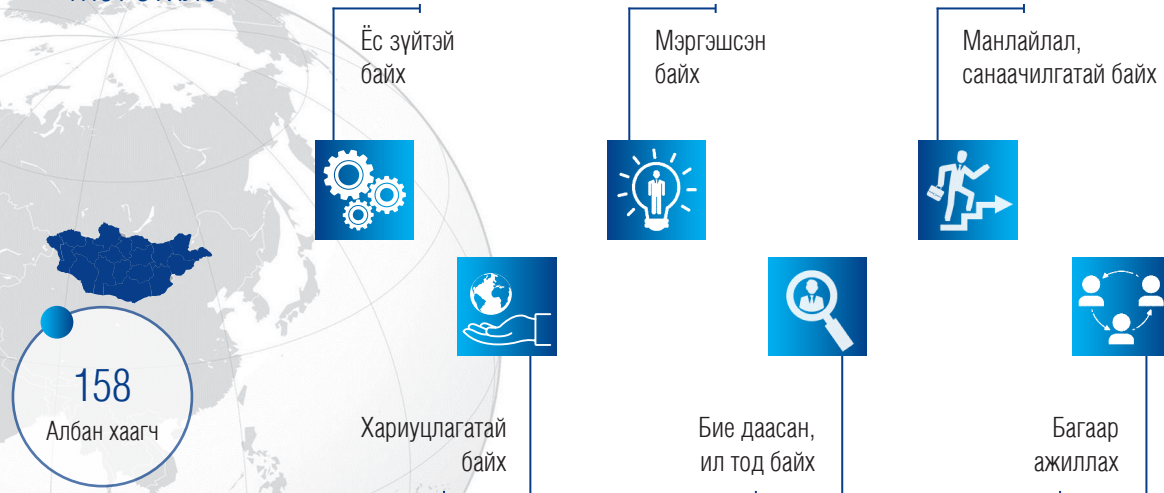 Ёс зүйтэй
байх
Мэргэшсэн
байх
Манлайлал,
санаачилгатай байх
158
Албан хаагч
Хариуцлагатай
байх
Бие даасан,
ил тод байх
Багаар
ажиллах